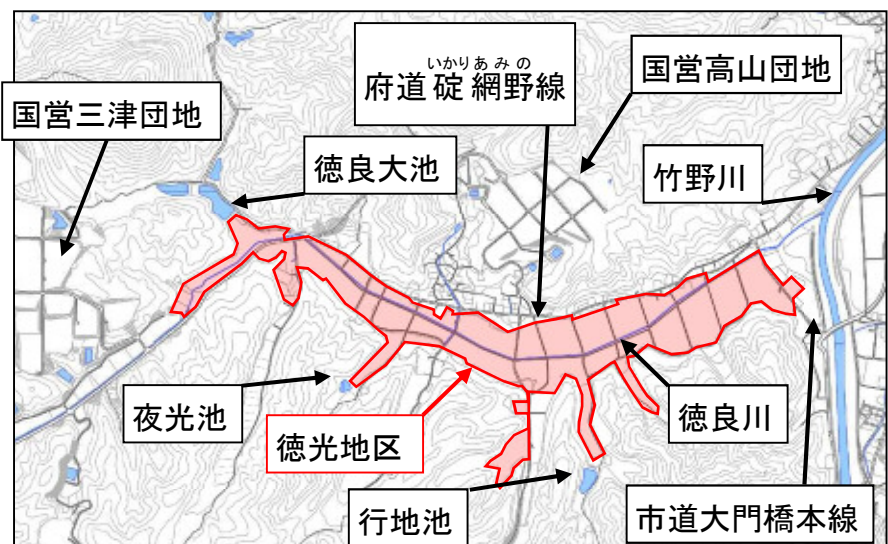 いかりあみの
府道碇網野線
国営高山団地
国営三津団地
徳良大池
竹野川
夜光池
徳光地区
徳良川
行地池
市道大門橋本線